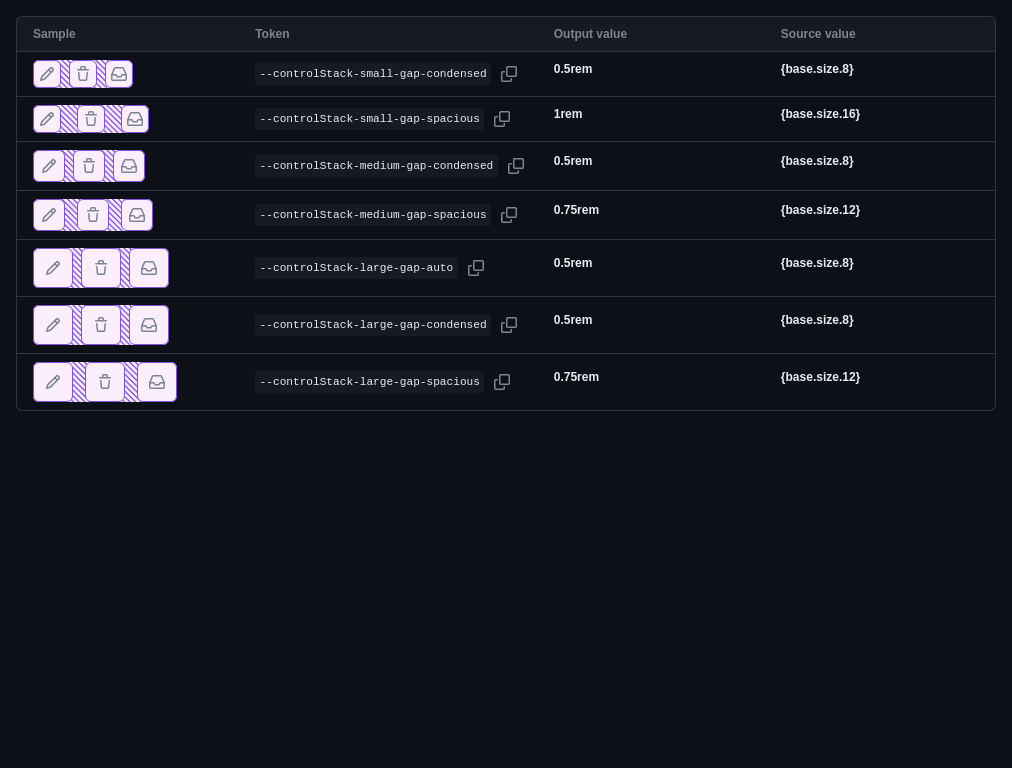 Sample Token Output value Source value
--controlStack-small-gap-condensed 0.5rem {base.size.8}
--controlStack-small-gap-spacious 1rem {base.size.16}
--controlStack-medium-gap-condensed 0.5rem {base.size.8}
--controlStack-medium-gap-spacious 0.75rem {base.size.12}
--controlStack-large-gap-auto 0.5rem {base.size.8}
--controlStack-large-gap-condensed 0.5rem {base.size.8}
--controlStack-large-gap-spacious 0.75rem {base.size.12}